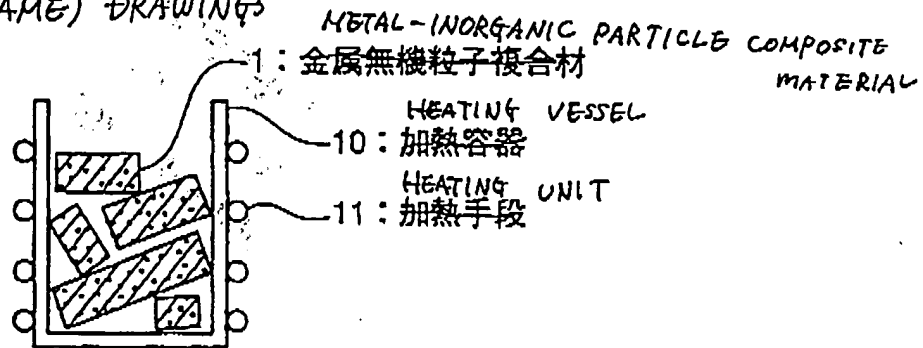 AME) DRAWINGS
METAL-INORGANIC PARTICLE COMPOSITE MATERIAL
1：金属無機粒子複合材
HEATING VESSEL
10：加熱容器
HEATING UNIT
11：加熱手段